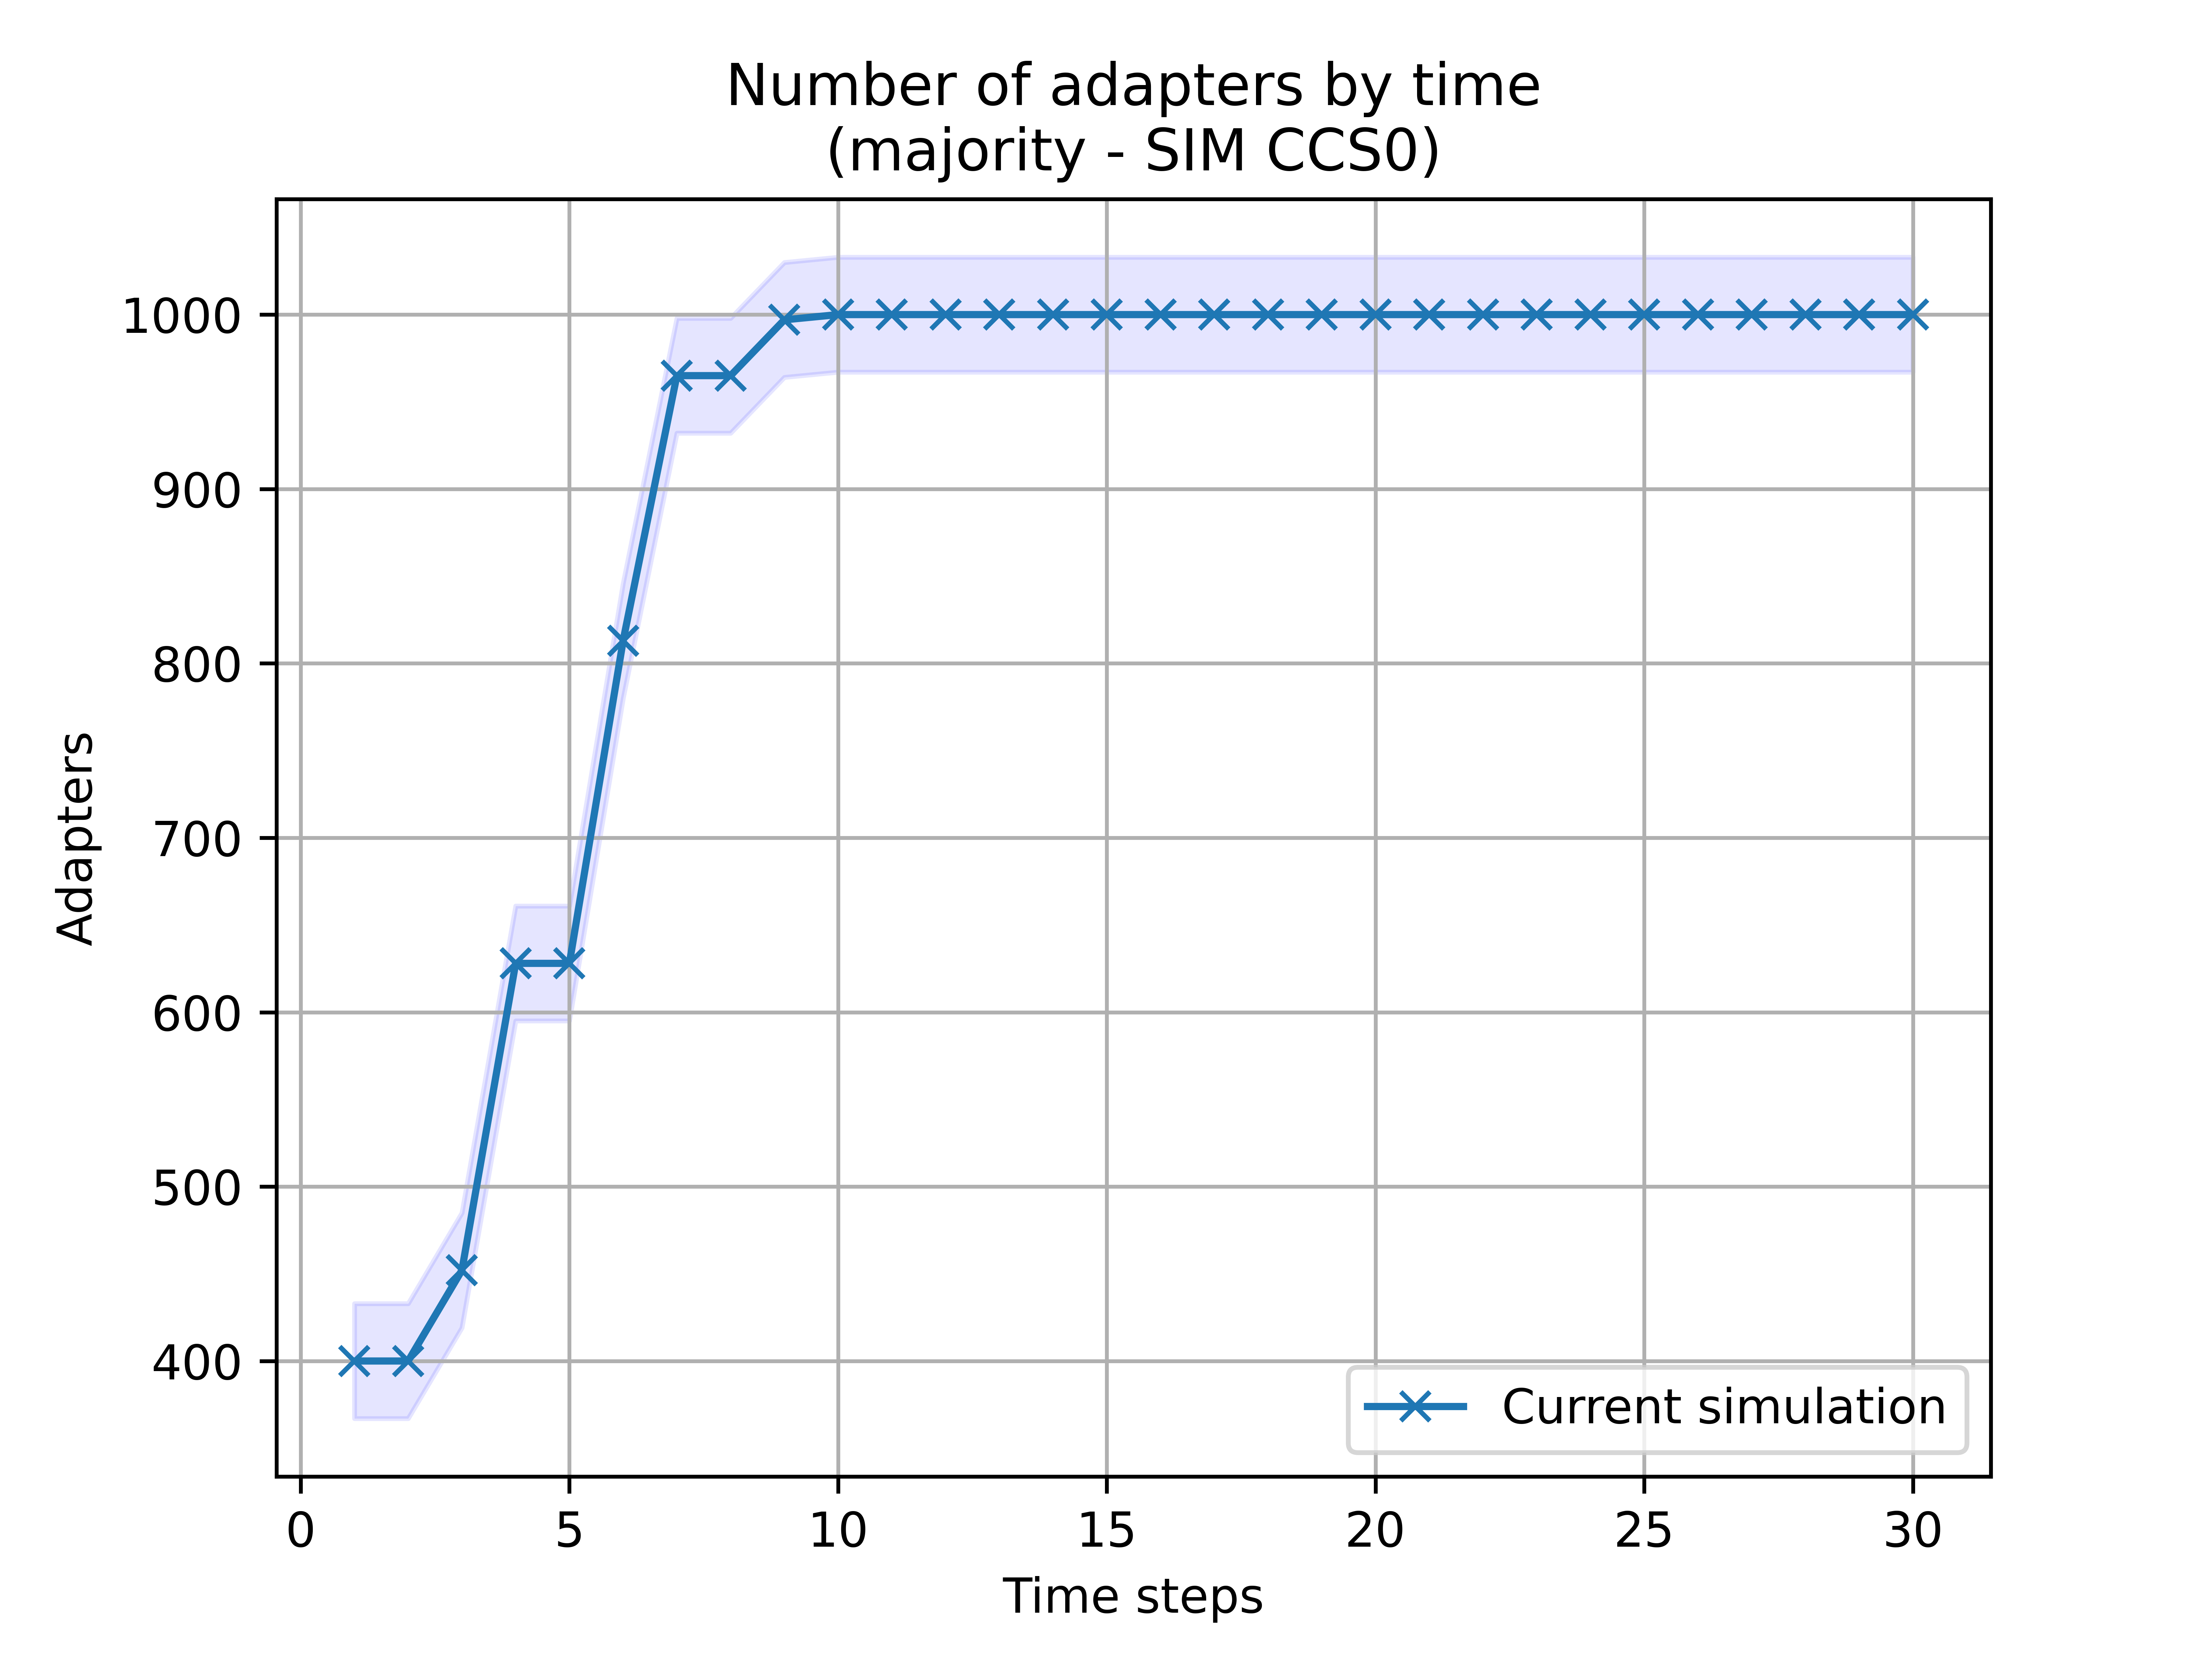 Number of adapters by time
(majority - SIM CCS0)
1000
900
800
700
600
500
400
Adapters
Current simulation
0 5 10 15 20 25 30
Time steps